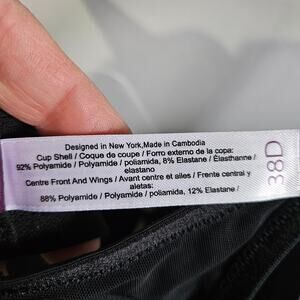 Designed in New York,Made in Cambodia
Cup Shell / Coque de coupe / Forro externo de la copa:
92% Polyamide / Polyamide / poliamida, 8% Elastane / Élasthanne /
elastano
Centre Front And Wings / Avant centre et ailes / Frente central y
aletas:
88% Polyamide / Polyamide / poliamida, 12% Elastane /
38D